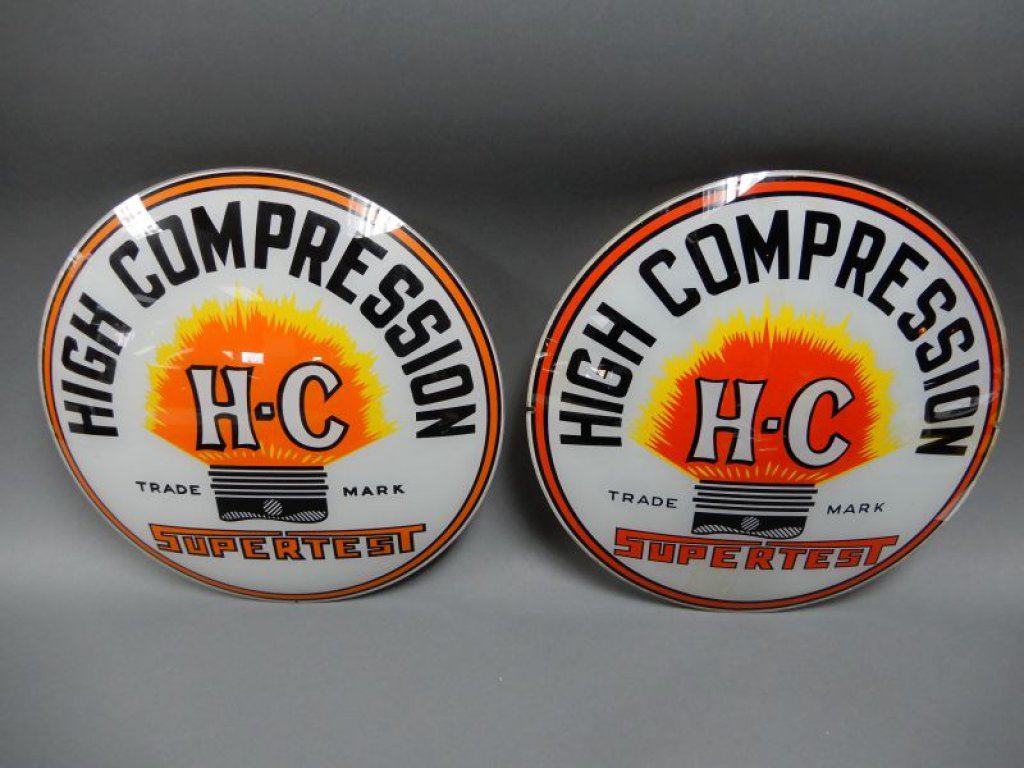 HIGH COMPRESSION
H-C
TRADE MARK
SUPERTEST
HIGH COMPRESSION
H-C
TRADE MARK
SUPERTEST